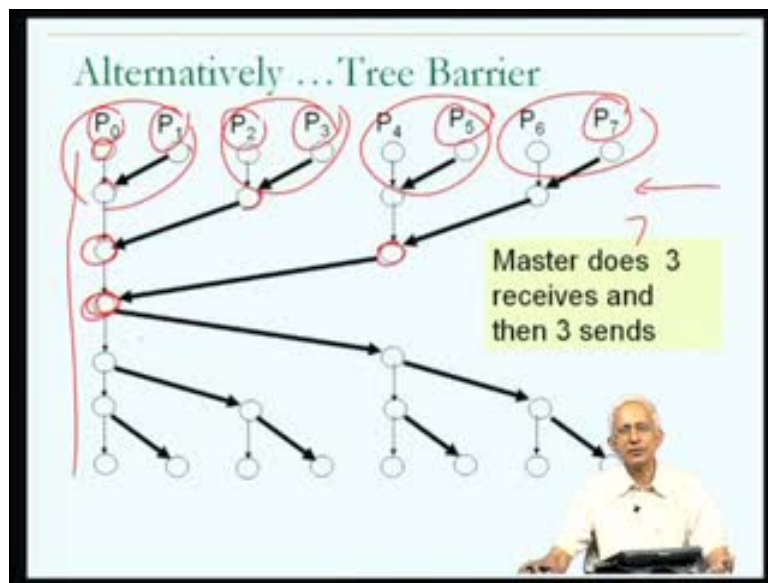 Alternatively ...Tree Barrier
P0 P1 P2 P3 P4 P5 P6 P7
7
Master does 3
receives and
then 3 sends